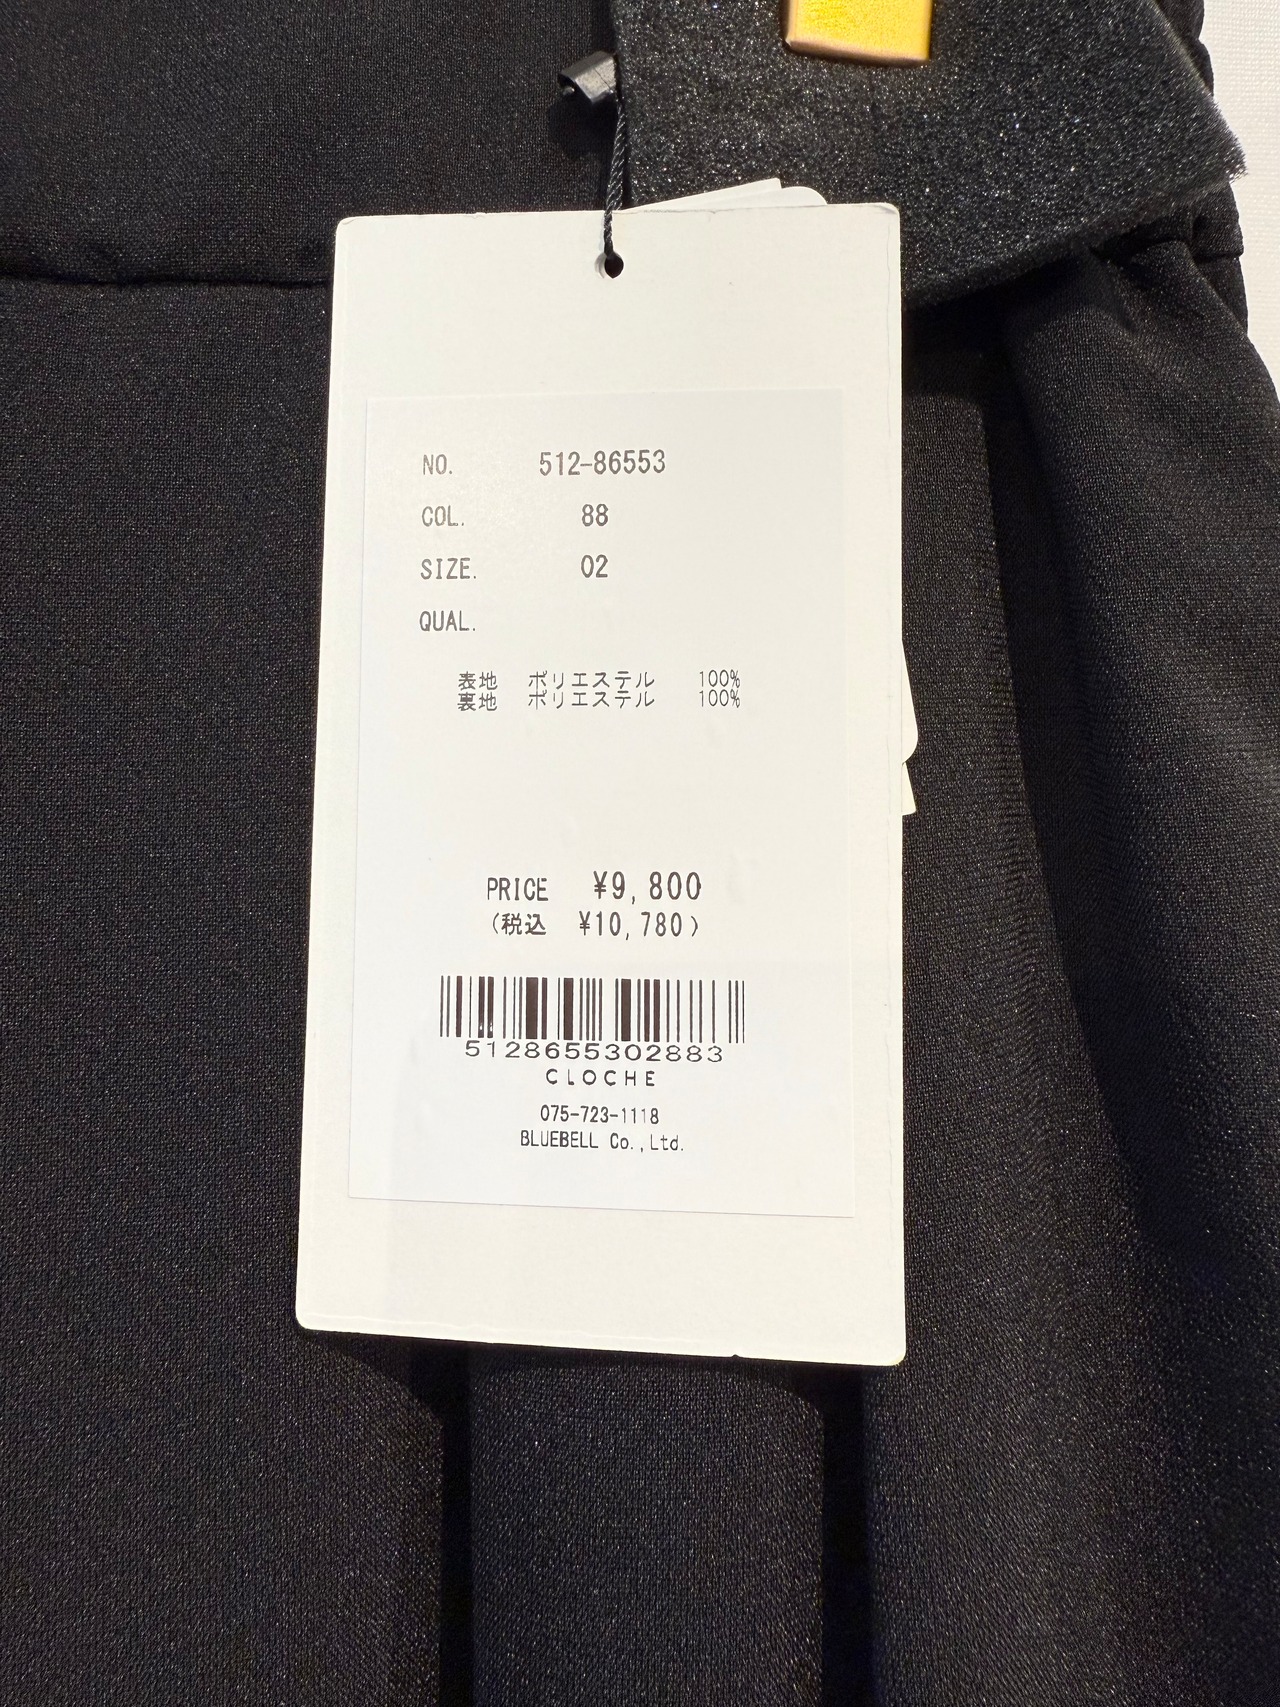 NO. 512-86553
COL. 88
SIZE. 02
QUAL.
表地 ポリエステル 100%
裏地 ポリエステル 100%
PRICE ¥9,800
(税込 ¥10,780)
5128655302883
CLOCHE
075-723-1118
BLUEBELL Co.,Ltd.